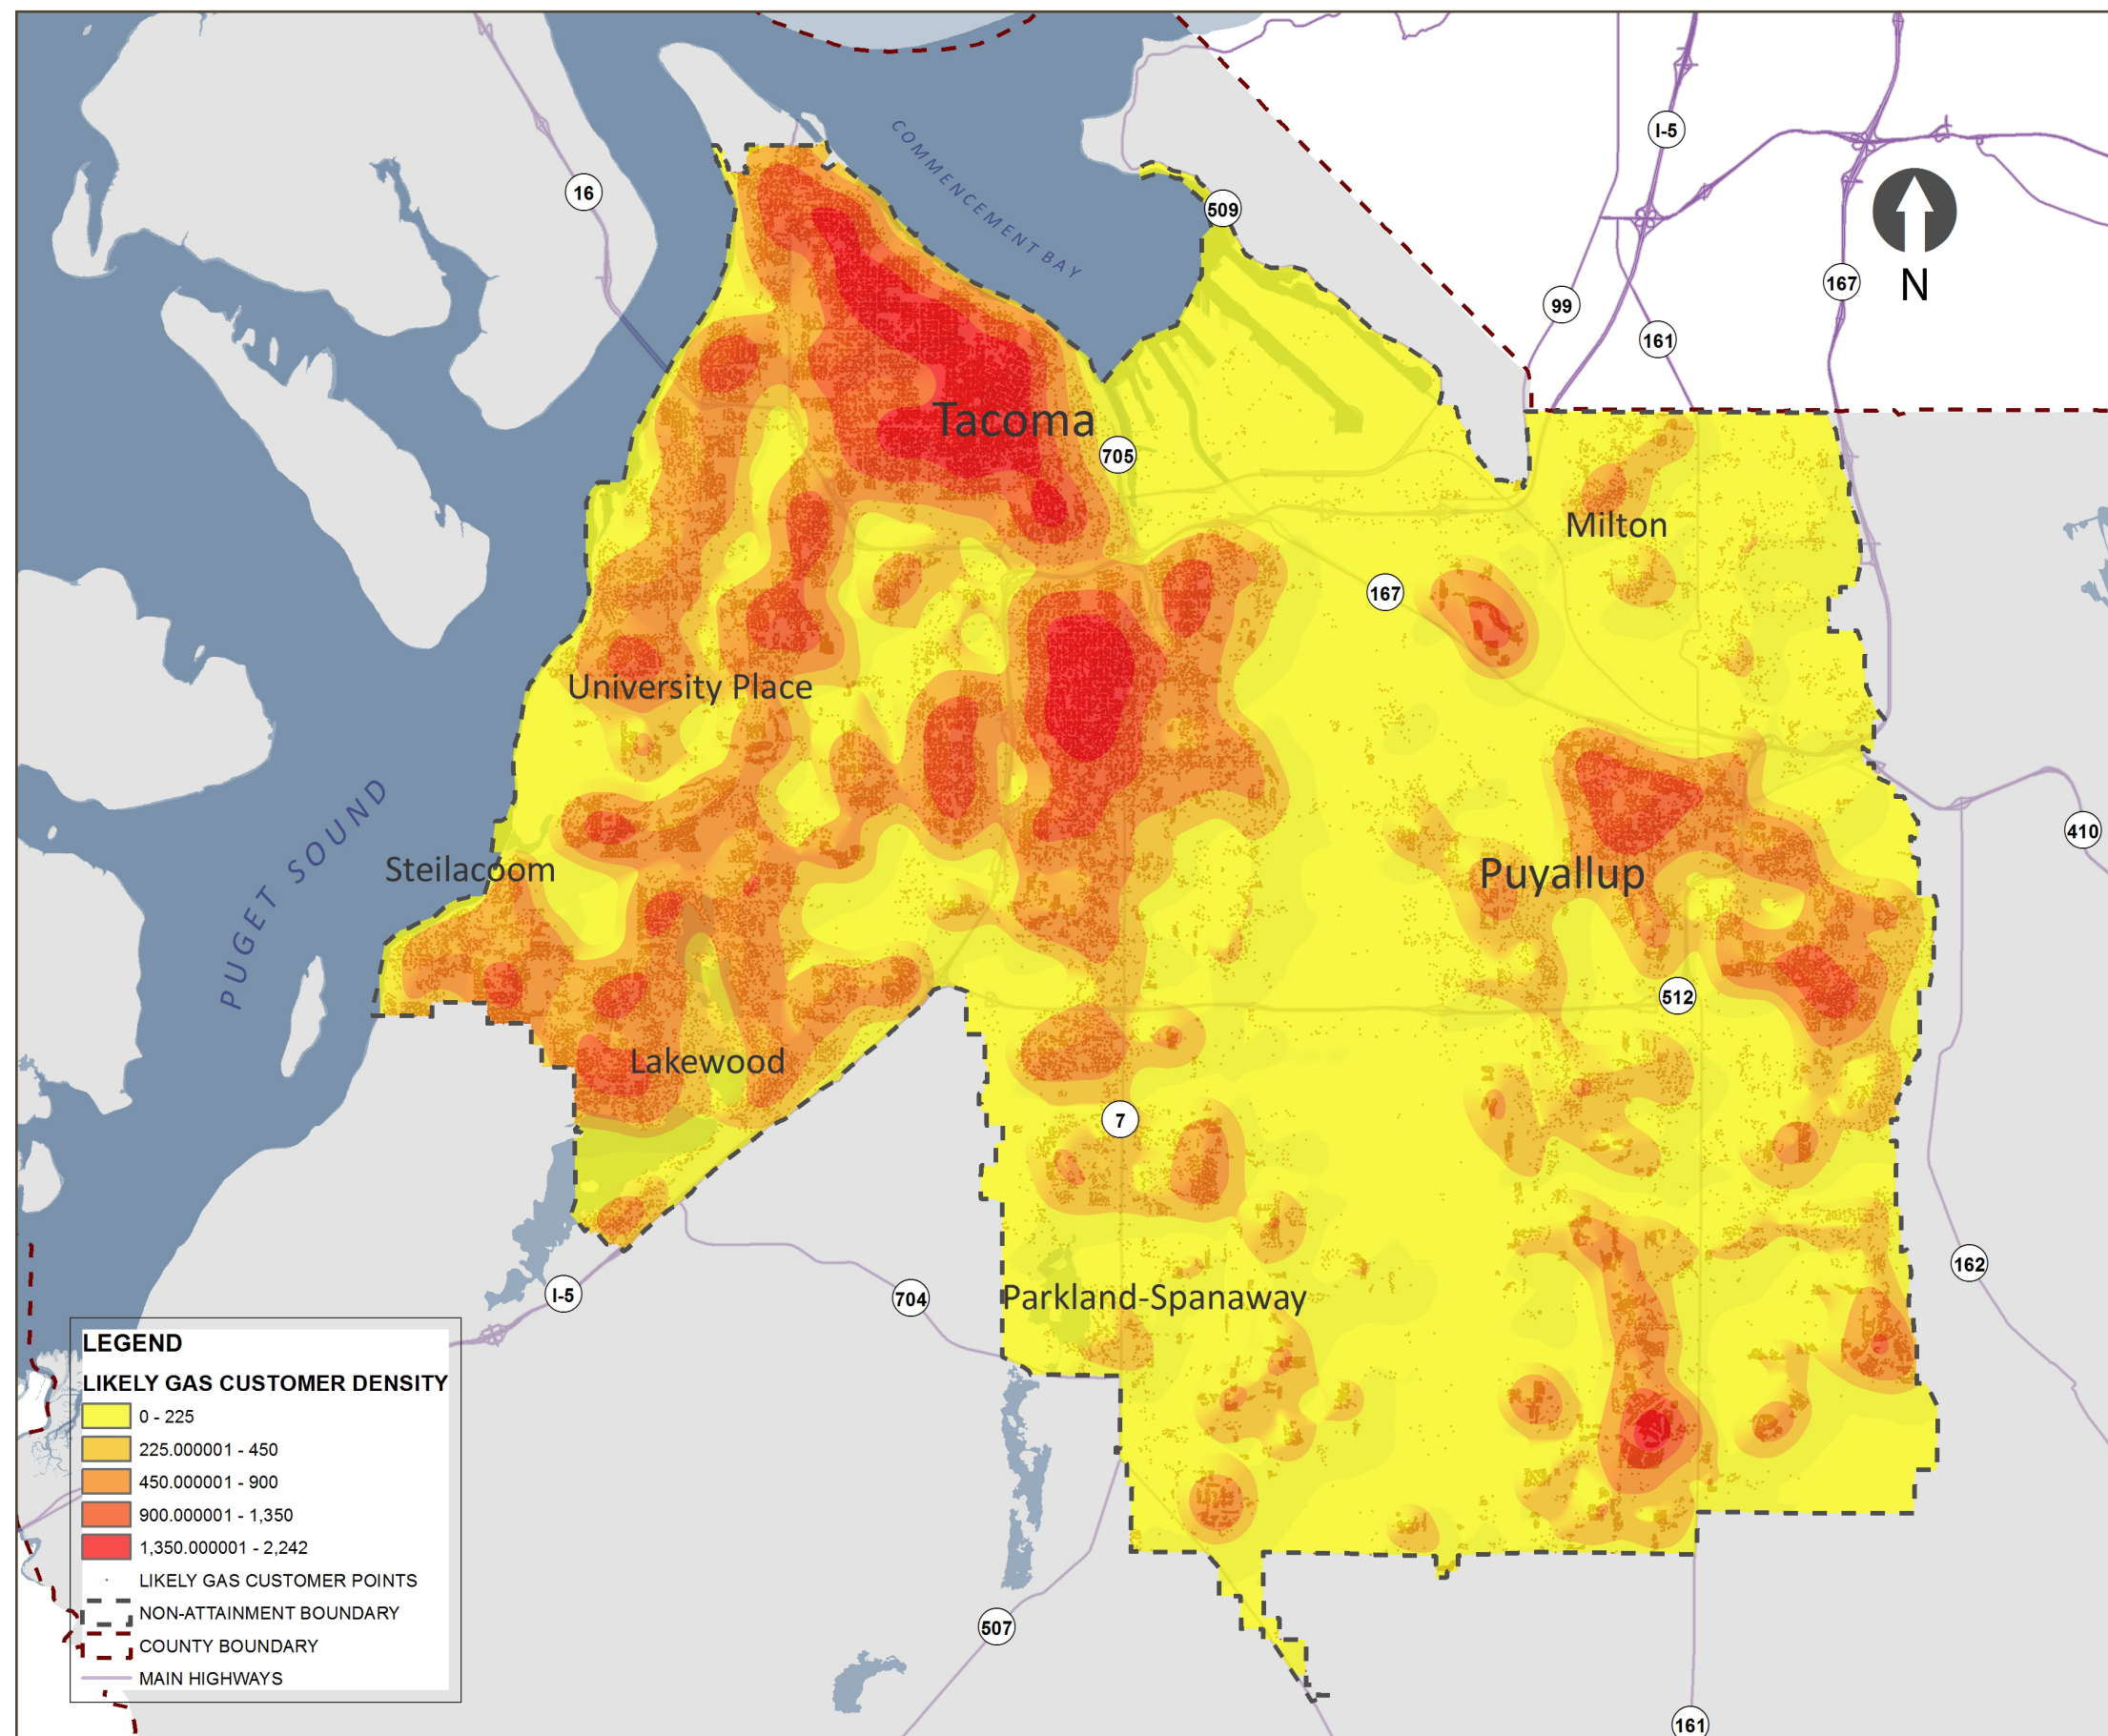 COMMENCEMENT BAY
I-5
16
509
N
167
99
161
Tacoma
705
Milton
167
University Place
PUGET SOUND
410
Steilacoom
Puyallup
512
Lakewood
7
162
I-5
704
Parkland-Spanaway
LEGEND
LIKELY GAS CUSTOMER DENSITY
0 - 225
225.000001 - 450
450.000001 - 900
900.000001 - 1,350
1,350.000001 - 2,242
LIKELY GAS CUSTOMER POINTS
NON-ATTAINMENT BOUNDARY
COUNTY BOUNDARY
MAIN HIGHWAYS
507
161